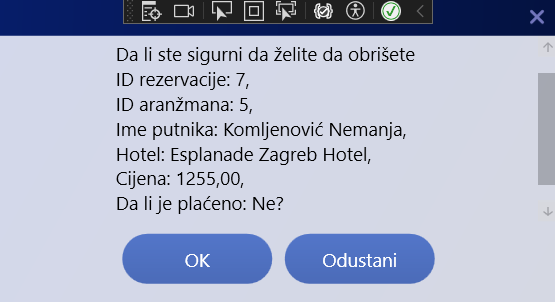 Da li ste sigurni da želite da obrišete
ID rezervacije: 7,
ID aranžmana: 5,
Ime putnika: Komljenović Nemanja,
Hotel: Esplanade Zagreb Hotel,
Cijena: 1255,00,
Da li je plaćeno: Ne?
OK
Odustani